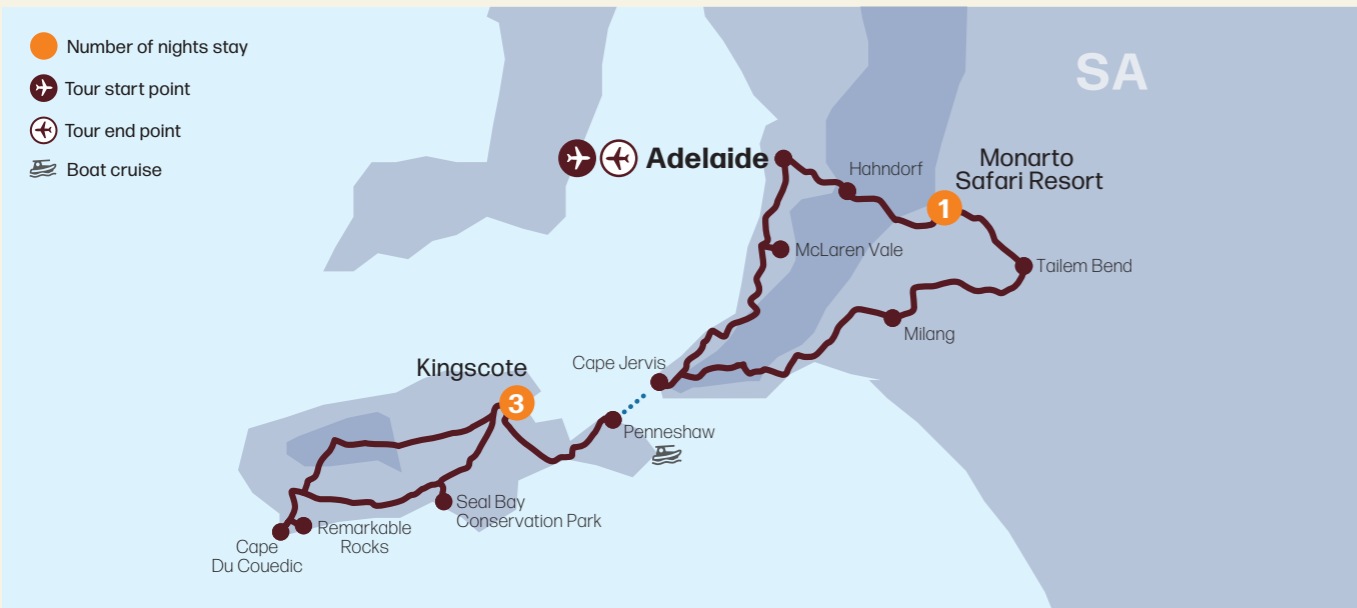 Number of nights stay
Tour start point
Tour end point
Boat cruise
SA
Adelaide
Hahndorf
Monarto
Safari Resort
1
McLaren Vale
Tailem Bend
Milang
Cape Jervis
Kingscote
3
Penneshaw
Seal Bay
Conservation Park
Remarkable
Rocks
Cape
Du Couedic